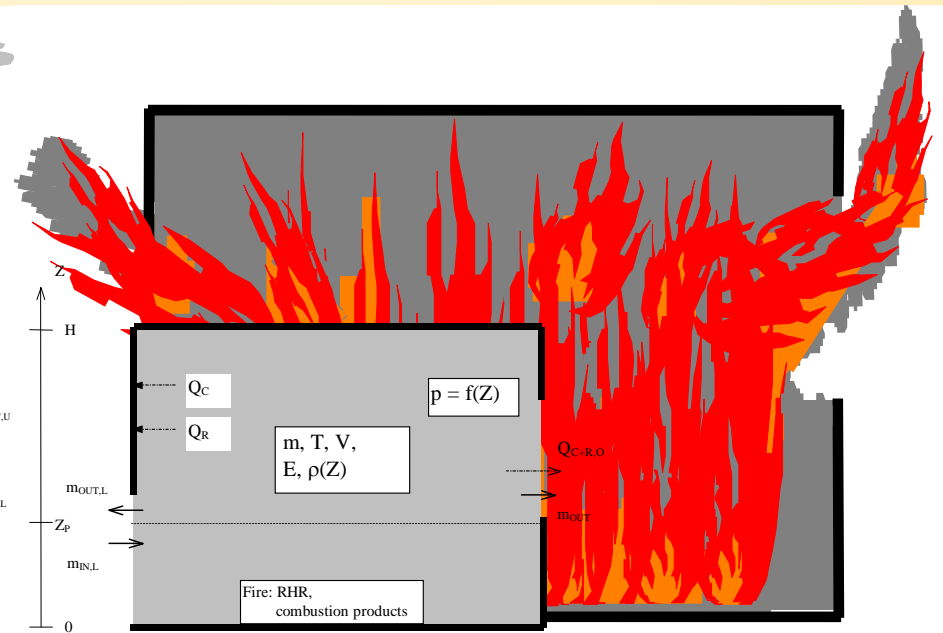 Z
H
Q_C
p = f(Z)
Q_R
m, T, V,
E, ρ(Z)
Q_C+R,O
m_OUT,L
m_OUT
Z_P
m_IN,L
Fire: RHR,
combustion products
0